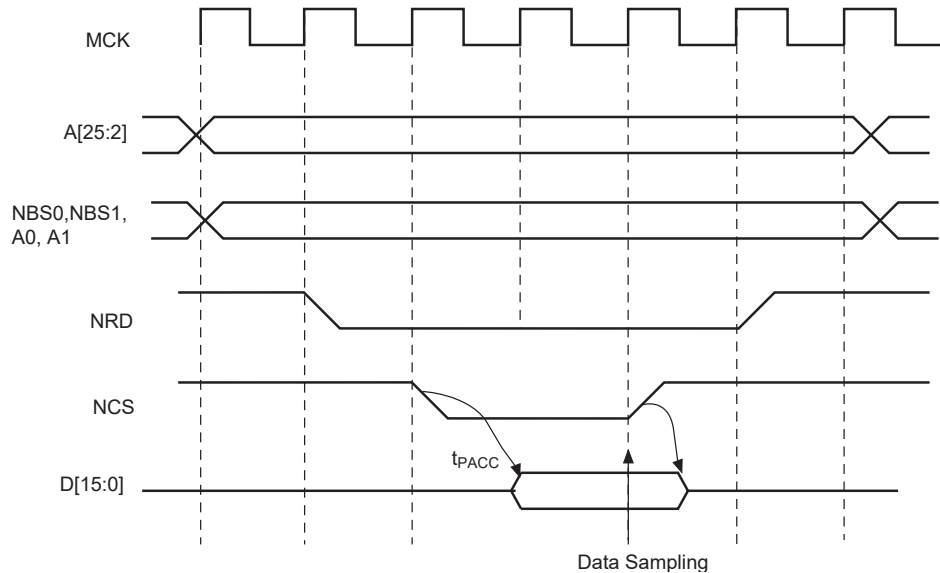 MCK
A[25:2]
NBS0,NBS1,
A0, A1
NRD
NCS
tPACC
D[15:0]
Data Sampling